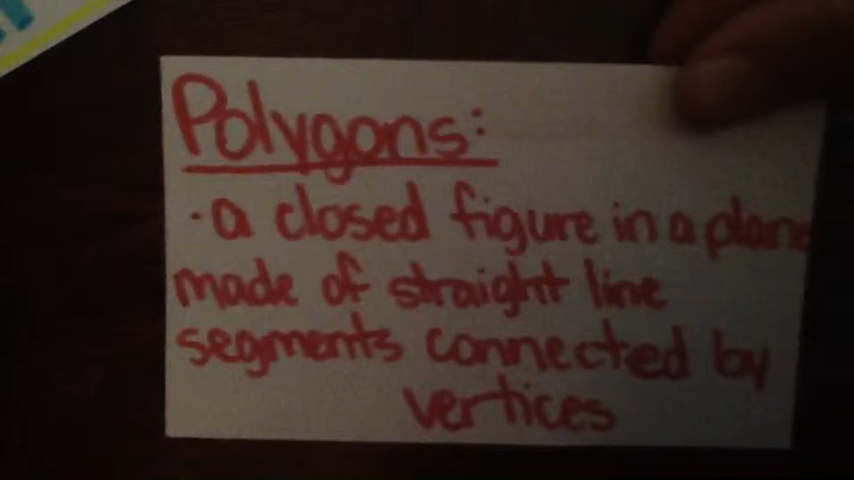 Polygons:
·a closed figure in a plane
made of straight line
segments connected by
vertices